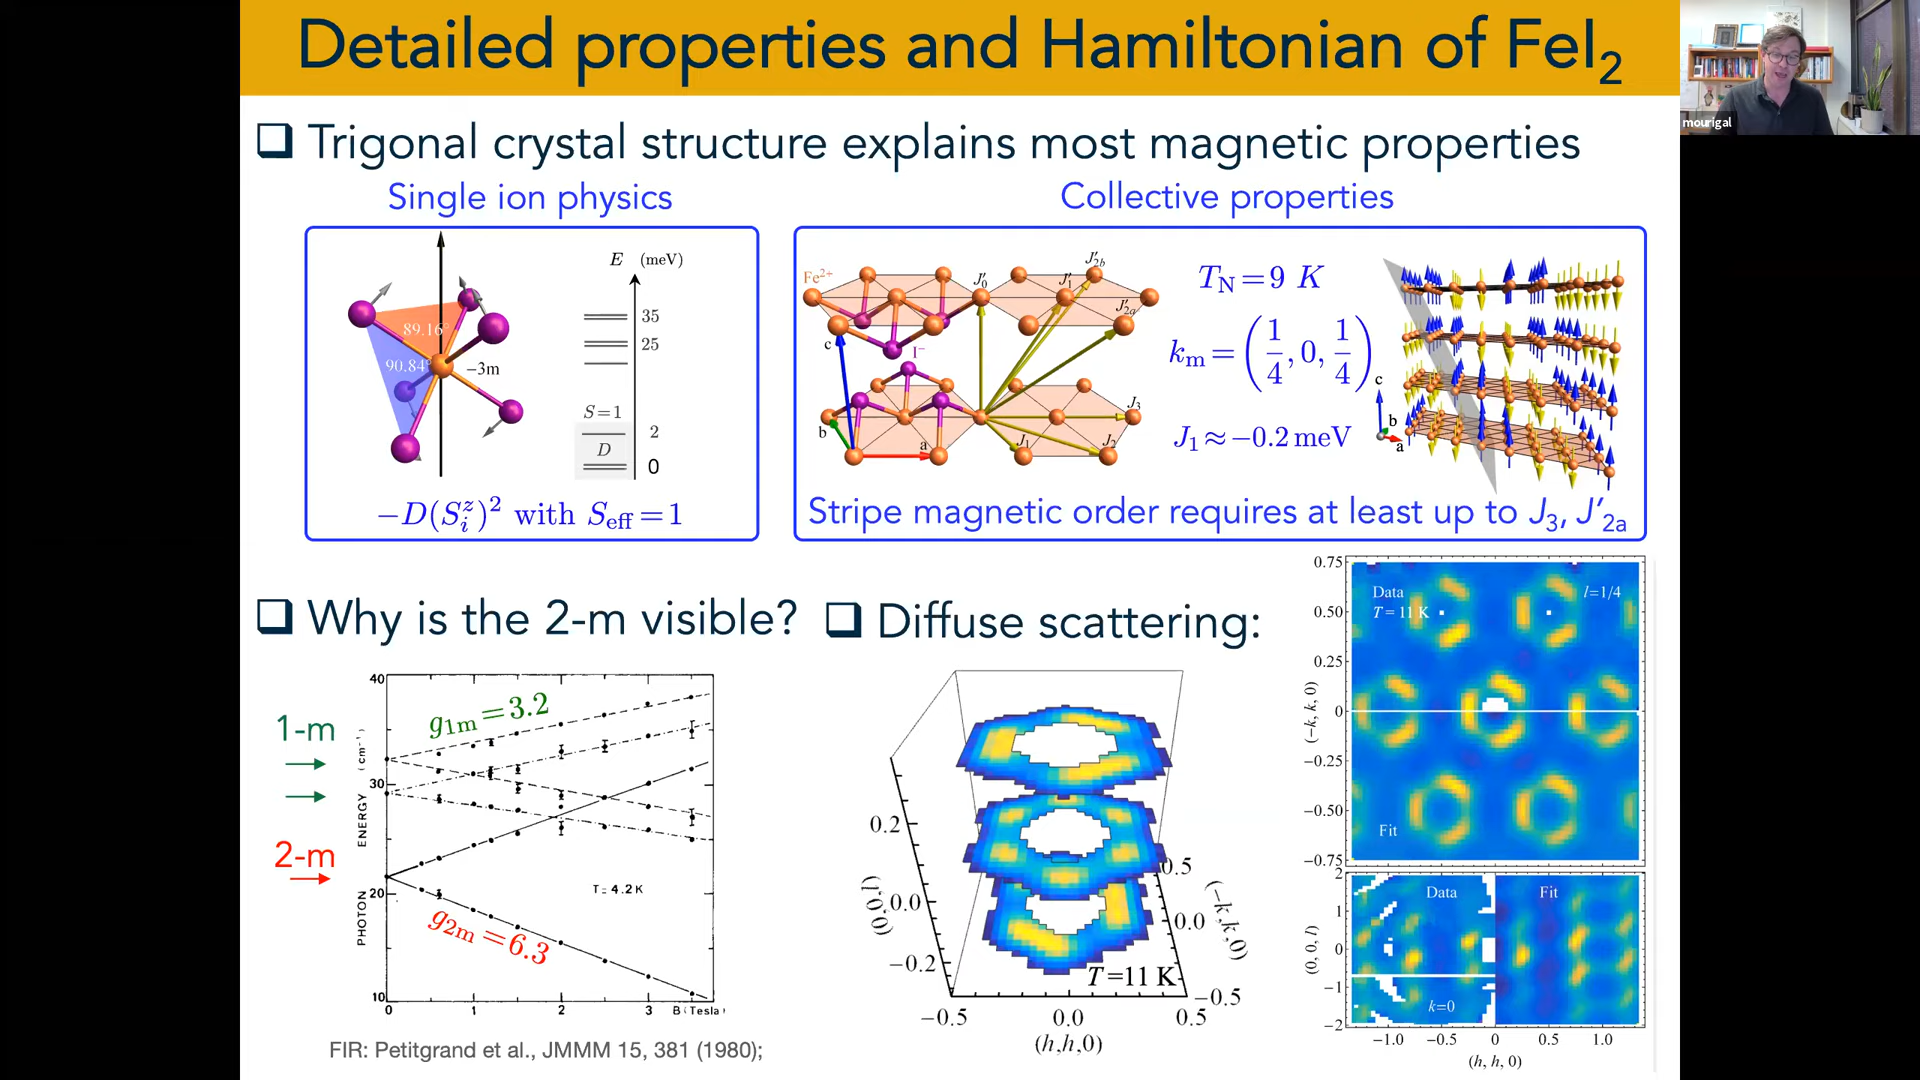 Detailed properties and Hamiltonian of FeI₂
mourigal
❑ Trigonal crystal structure explains most magnetic properties
Single ion physics
Collective properties
E (meV)
35
25
S=1
2
D
0
89.16°
90.84°
−3m
−D(Sᵢᶻ)² with S_eff=1
Fe²⁺
I⁻
c
b
a
J′₀
J′₁
J′₂b
J′₂a
J₃
J₁
J₂
T_N=9 K
k_m=(1/4,0,1/4)
J₁≈−0.2 meV
c
b
a
Stripe magnetic order requires at least up to J₃, J′₂a
❑ Why is the 2-m visible?
❑ Diffuse scattering:
1-m
2-m
PHOTON ENERGY (cm⁻¹)
40
30
20
10
g₁m=3.2
g₂m=6.3
T= 4.2 K
0 1 2 3 B (Tesla)
FIR: Petitgrand et al., JMMM 15, 381 (1980);
(0,0,l)
0.2
0.0
−0.2
0.5
0.0
−0.5
(−k,k,0)
T=11 K
−0.5 0.0 0.5
(h,h,0)
(−k, k, 0)
0.75
0.50
0.25
0
−0.25
−0.50
−0.75
Data
T = 11 K
l=1/4
Fit
(0, 0, l)
2
1
0
−1
−2
Data
Fit
k=0
−1.0 −0.5 0 0.5 1.0
(h, h, 0)